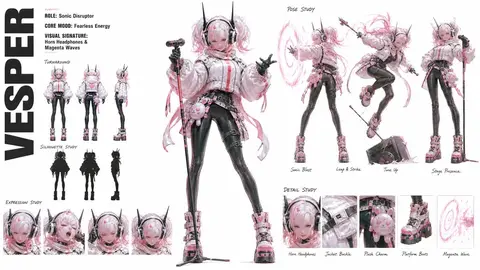 VESPER
ROLE: Sonic Disruptor
CORE MOOD: Fearless Energy
VISUAL SIGNATURE:
Horn Headphones &
Magenta Waves
Turnaround
Silhouette Study
Expression Study
Pose Study
Sonic Blast
Leap & Strike
Tune Up
Stage Presence
Detail Study
Horn Headphones
Jacket Buckle
Plush Charm
Platform Boots
Magenta Wave